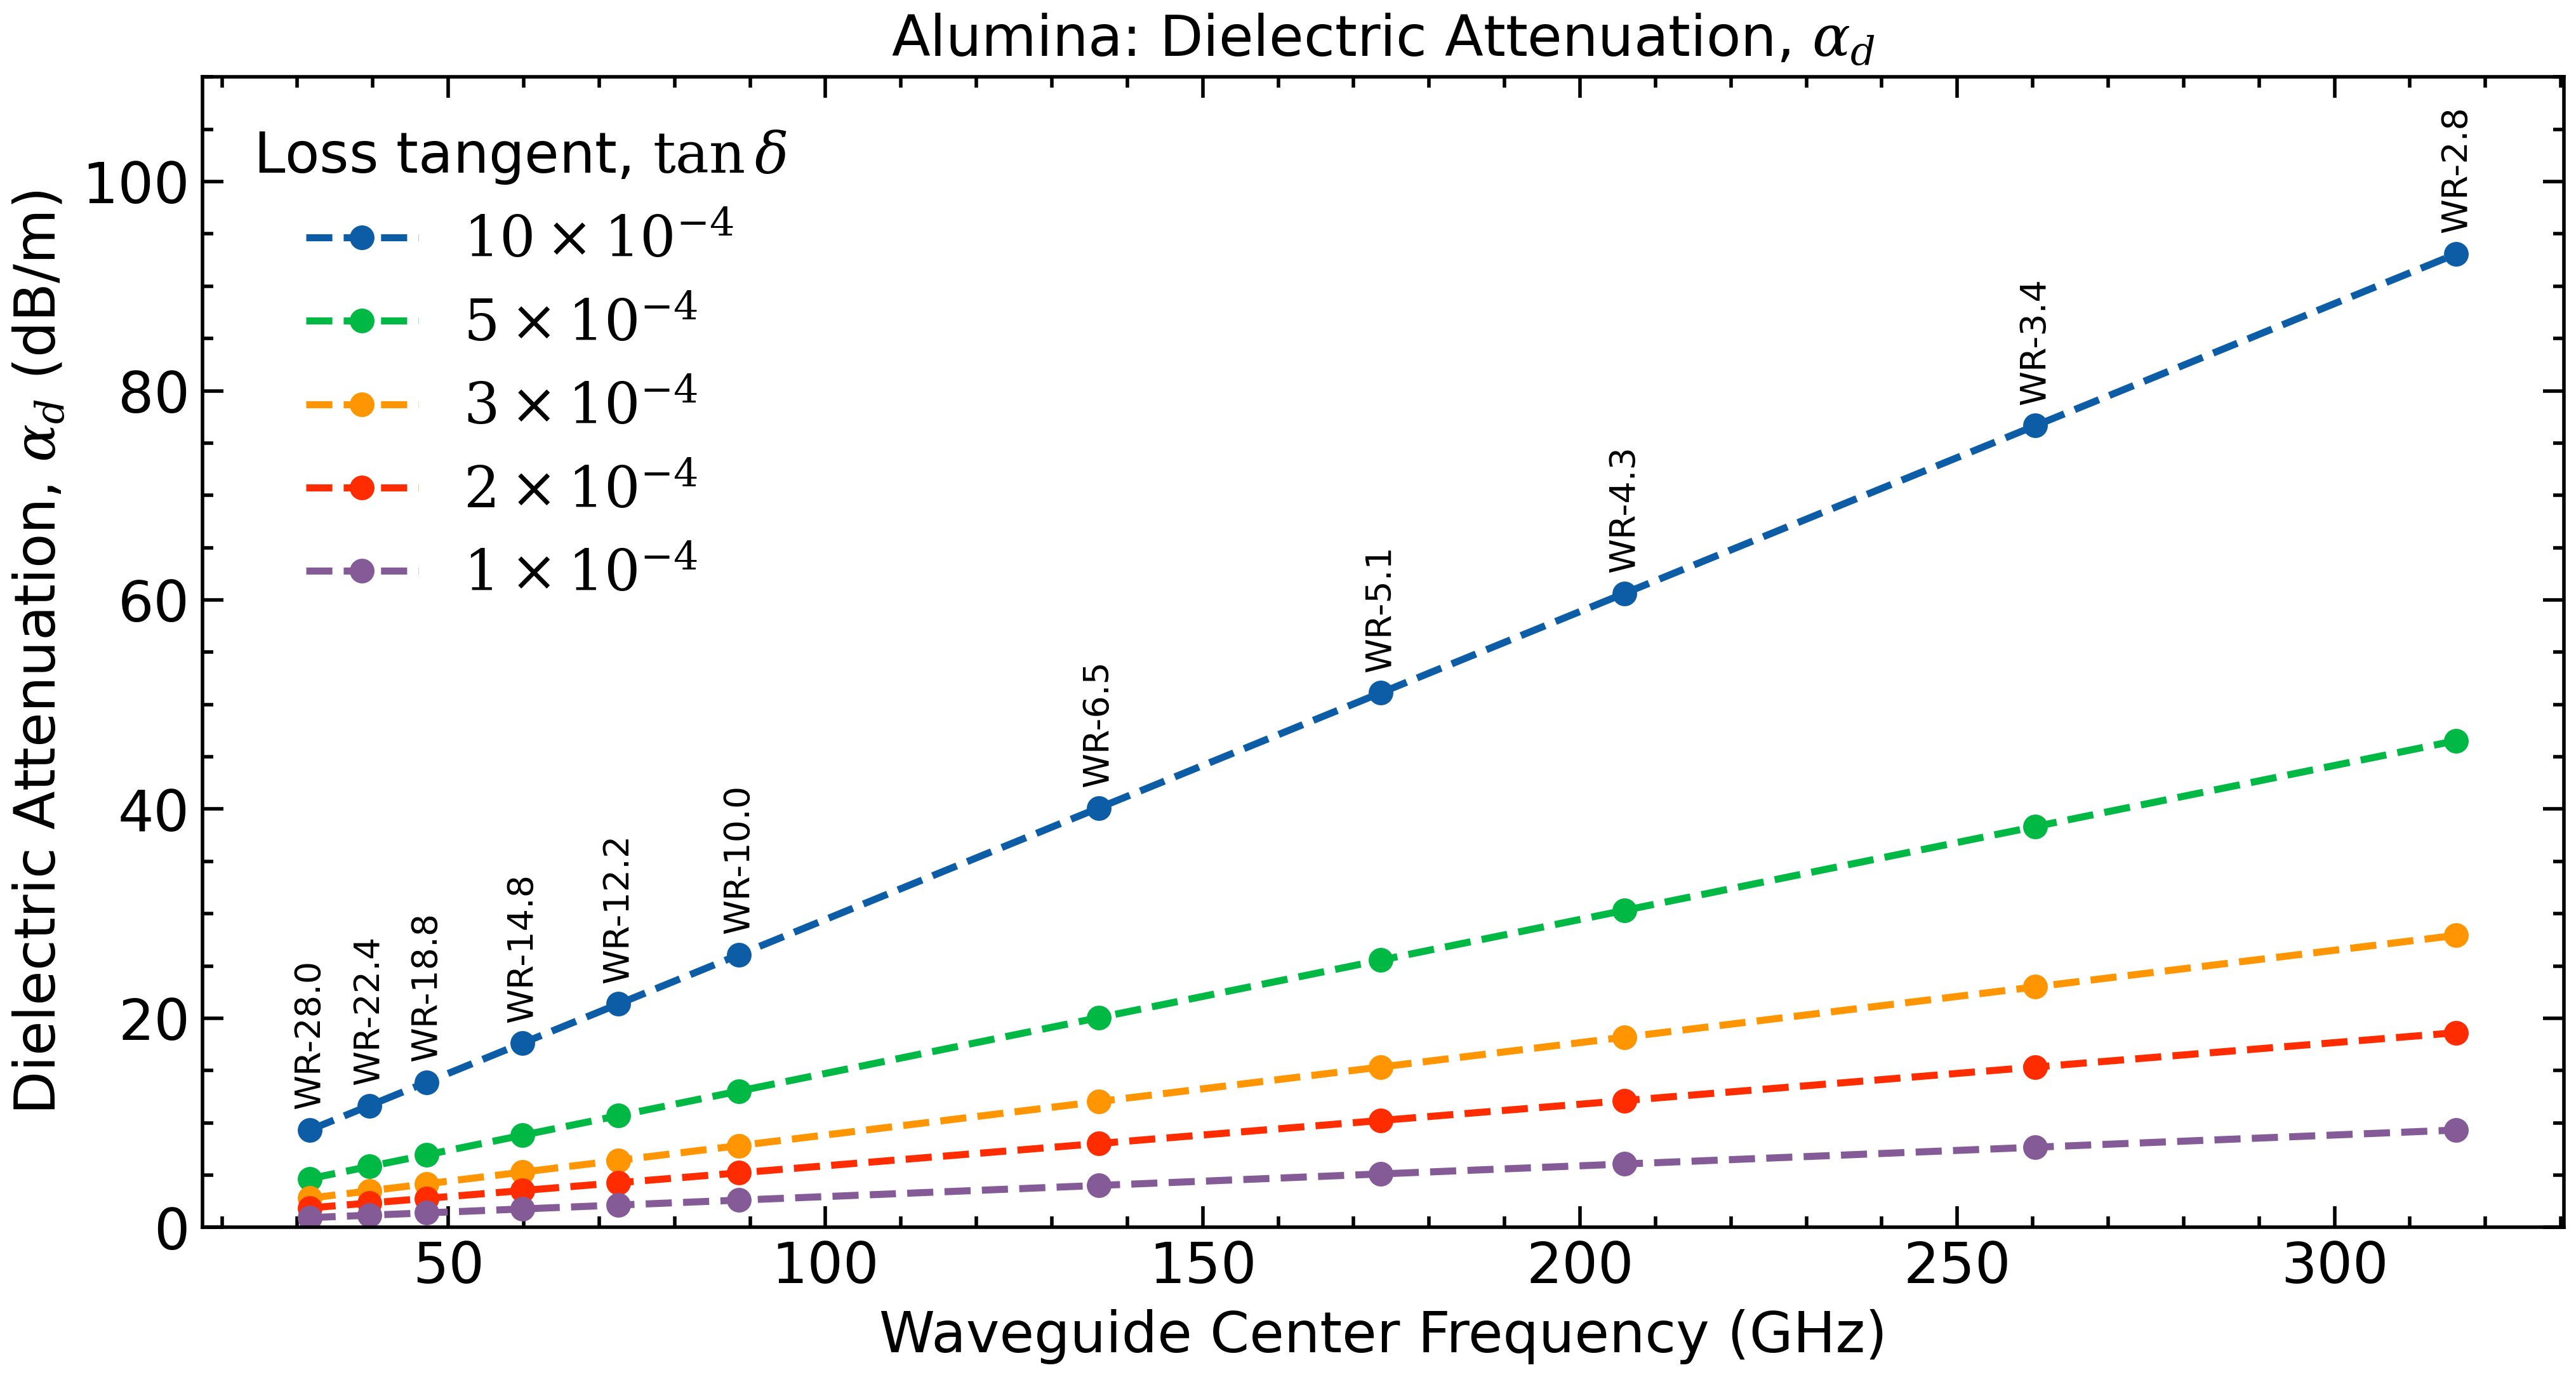 Alumina: Dielectric Attenuation, α_d
Dielectric Attenuation, α_d (dB/m)
Loss tangent, tan δ
10 × 10⁻⁴
5 × 10⁻⁴
3 × 10⁻⁴
2 × 10⁻⁴
1 × 10⁻⁴
100
80
60
40
20
0
WR-28.0
WR-22.4
WR-18.8
WR-14.8
WR-12.2
WR-10.0
WR-6.5
WR-5.1
WR-4.3
WR-3.4
WR-2.8
50 100 150 200 250 300
Waveguide Center Frequency (GHz)